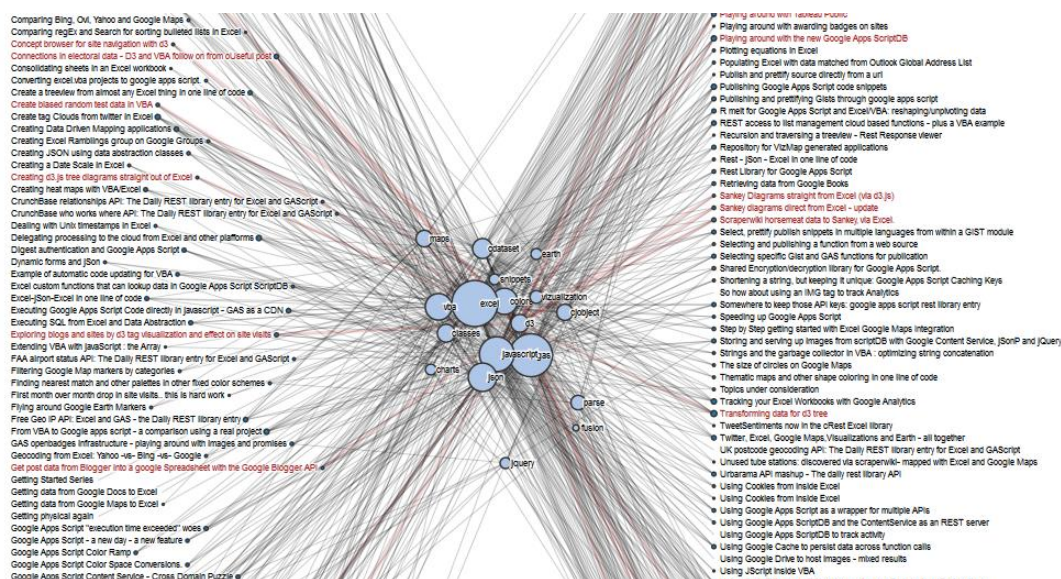 Comparing Bing, Ovi, Yahoo and Google Maps
Comparing regEx and Search for sorting bulleted lists in Excel
Concept browser for site navigation with d3
Connections in electoral data - D3 and VBA follow on from oUseful post
Consolidating sheets in an Excel workbook
Converting excel.vba projects to google apps script.
Create a treeview from almost any Excel thing in one line of code
Create biased random test data in VBA
Create tag Clouds from twitter in Excel
Creating Data Driven Mapping applications
Creating Excel Ramblings group on Google Groups
Creating JSON using data abstraction classes
Creating a Date Scale in Excel
Creating d3.js tree diagrams straight out of Excel
Creating heat maps with VBA/Excel
CrunchBase relationships API: The Daily REST library entry for Excel and GAScript
CrunchBase who works where API: The Daily REST library entry for Excel and GAScript
Dealing with Unix timestamps in Excel
Delegating processing to the cloud from Excel and other plafforms
Digest authentication and Google Apps Script
Dynamic forms and jSon
Example of automatic code updating for VBA
Excel custom functions that can lookup data in Google Apps Script ScriptDB
Excel-jSon-Excel in one line of code
Executing Google Apps Script Code directly in javascript - GAS as a CDN
Executing SQL from Excel and Data Abstraction
Exploring blogs and sites by d3 tag visualization and effect on site visits
Extending VBA with javaScript : the Array
FAA airport status API: The Daily REST library entry for Excel and GAScript
Filtering Google Map markers by categories
Finding nearest match and other palettes in other fixed color schemes
First month over month drop in site visits.. this is hard work
Flying around Google Earth Markers
Free Geo IP API: Excel and GAS - the Daily REST library entry
From VBA to Google apps script - a comparison using a real project
GAS openbadges infrastructure - playing around with images and promises
Geocoding from Excel: Yahoo -vs- Bing -vs- Google
Get post data from Blogger into a google Spreadsheet with the Google Blogger API
Getting Started Series
Getting data from Google Docs to Excel
Getting data from Google Maps to Excel
Getting physical again
Google Apps Script "execution time exceeded" woes
Google Apps Script - a new day - a new feature
Google Apps Script Color Ramp
Google Apps Script Color Space Conversions.
Google Apps Script Content Service - Cross Domain Puzzle
maps
cdataset
earth
snippets
excel
colors
vizualization
vba
cjobject
d3
classes
javascript
gas
charts
json
parse
fusion
jquery
Playing around with Tableau Public
Playing around with awarding badges on sites
Playing around with the new Google Apps ScriptDB
Plotting equations in Excel
Populating Excel with data matched from Outlook Global Address List
Publish and prettify source directly from a url
Publishing Google Apps Script code snippets
Publishing and prettifying Gists through google apps script
R melt for Google Apps Script and Excel/VBA: reshaping/unpivoting data
REST access to list management cloud based functions - plus a VBA example
Recursion and traversing a treeview - Rest Response viewer
Repository for VizMap generated applications
Rest - jSon - Excel in one line of code
Rest Library for Google Apps Script
Retrieving data from Google Books
Sankey Diagrams straight from Excel (via d3.js)
Sankey diagrams direct from Excel - update
Scraperwiki horsemeat data to Sankey, via Excel.
Select, prettify publish snippets in multiple languages from within a GIST module
Selecting and publishing a function from a web source
Selecting specific Gist and GAS functions for publication
Shared Encryption/decryption library for Google Apps Script.
Shortening a string, but keeping it unique: Google Apps Script Caching Keys
So how about using an IMG tag to track Analytics
Somewhere to keep those API keys: google apps script rest library entry
Speeding up Google Apps Script
Step by Step getting started with Excel Google Maps integration
Storing and serving up images from scriptDB with Google Content Service, jSonP and jQuery
Strings and the garbage collector in VBA : optimizing string concatenation
The size of circles on Google Maps
Thematic maps and other shape coloring in one line of code
Topics under consideration
Tracking your Excel Workbooks with Google Analytics
Transforming data for d3 tree
TweetSentiments now in the cRest Excel library
Twitter, Excel, Google Maps,Visualizations and Earth - all together
UK postcode geocoding API: The Daily REST library entry for Excel and GAScript
Unused tube stations: discovered via scraperwiki- mapped with Excel and Google Maps
Urbarama API mashup - The daily rest library API
Using Cookies from inside Excel
Using Cookies from inside Excel
Using Google Apps Script as a wrapper for multiple APIs
Using Google Apps ScriptDB and the ContentService as an REST server
Using Google Apps ScriptDB to track activity
Using Google Cache to persist data across function calls
Using Google Drive to host images - mixed results
Using JScript inside VBA